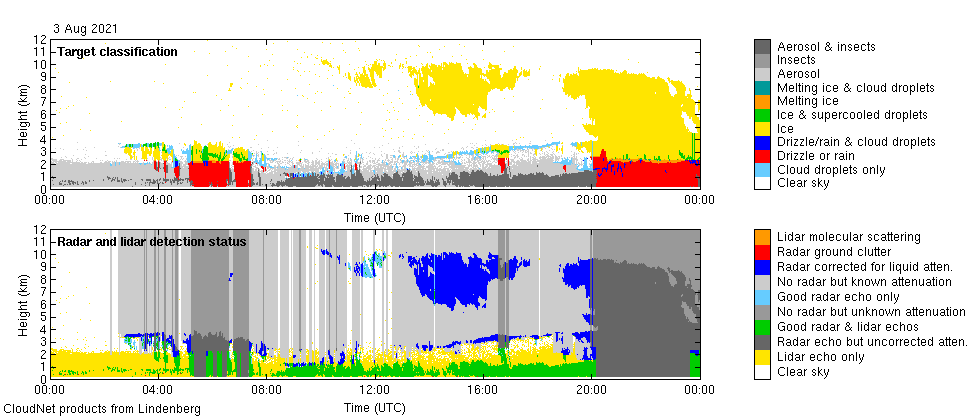 3 Aug 2021
Target classification
Height (km)
12
11
10
9
8
7
6
5
4
3
2
1
0
00:00 04:00 08:00 12:00 16:00 20:00 00:00
Time (UTC)
Aerosol & insects
Insects
Aerosol
Melting ice & cloud droplets
Melting ice
Ice & supercooled droplets
Ice
Drizzle/rain & cloud droplets
Drizzle or rain
Cloud droplets only
Clear sky
Radar and lidar detection status
Height (km)
12
11
10
9
8
7
6
5
4
3
2
1
0
00:00 04:00 08:00 12:00 16:00 20:00 00:00
Time (UTC)
Lidar molecular scattering
Radar ground clutter
Radar corrected for liquid atten.
No radar but known attenuation
Good radar echo only
No radar but unknown attenuation
Good radar & lidar echos
Radar echo but uncorrected atten.
Lidar echo only
Clear sky
CloudNet products from Lindenberg